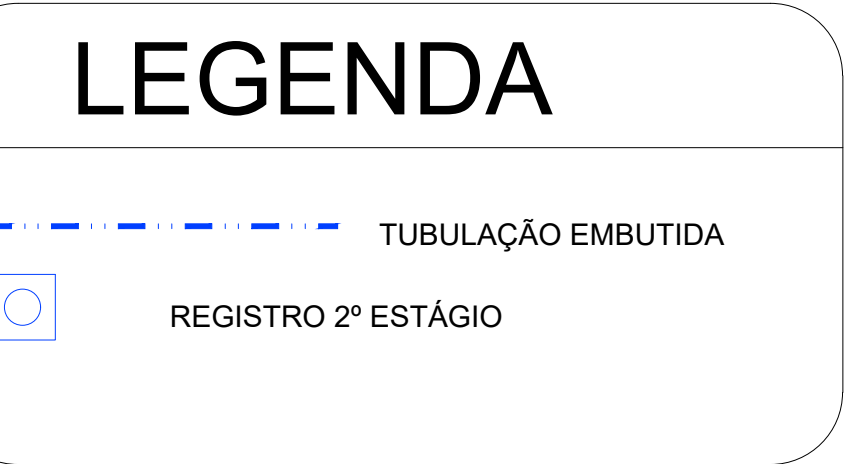 LEGENDA
TUBULAÇÃO EMBUTIDA
REGISTRO 2º ESTÁGIO